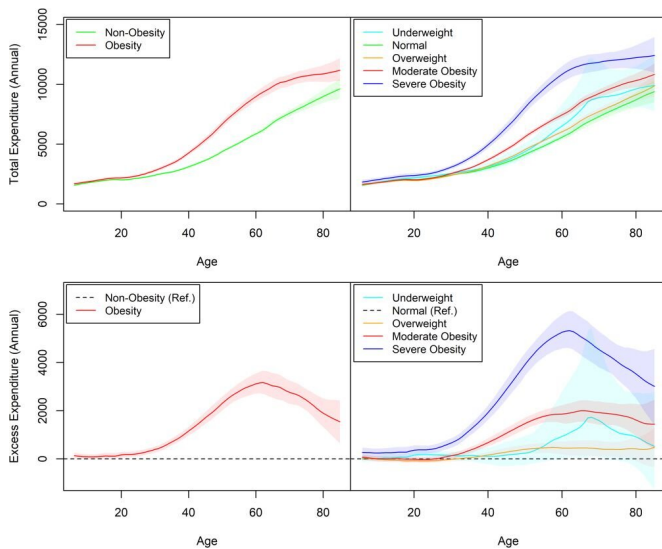 Total Expenditure (Annual)
15000
10000
5000
0
Non-Obesity
Obesity
20 40 60 80
Age
Underweight
Normal
Overweight
Moderate Obesity
Severe Obesity
20 40 60 80
Age
Excess Expenditure (Annual)
6000
4000
2000
0
Non-Obesity (Ref.)
Obesity
20 40 60 80
Age
Underweight
Normal (Ref.)
Overweight
Moderate Obesity
Severe Obesity
20 40 60 80
Age